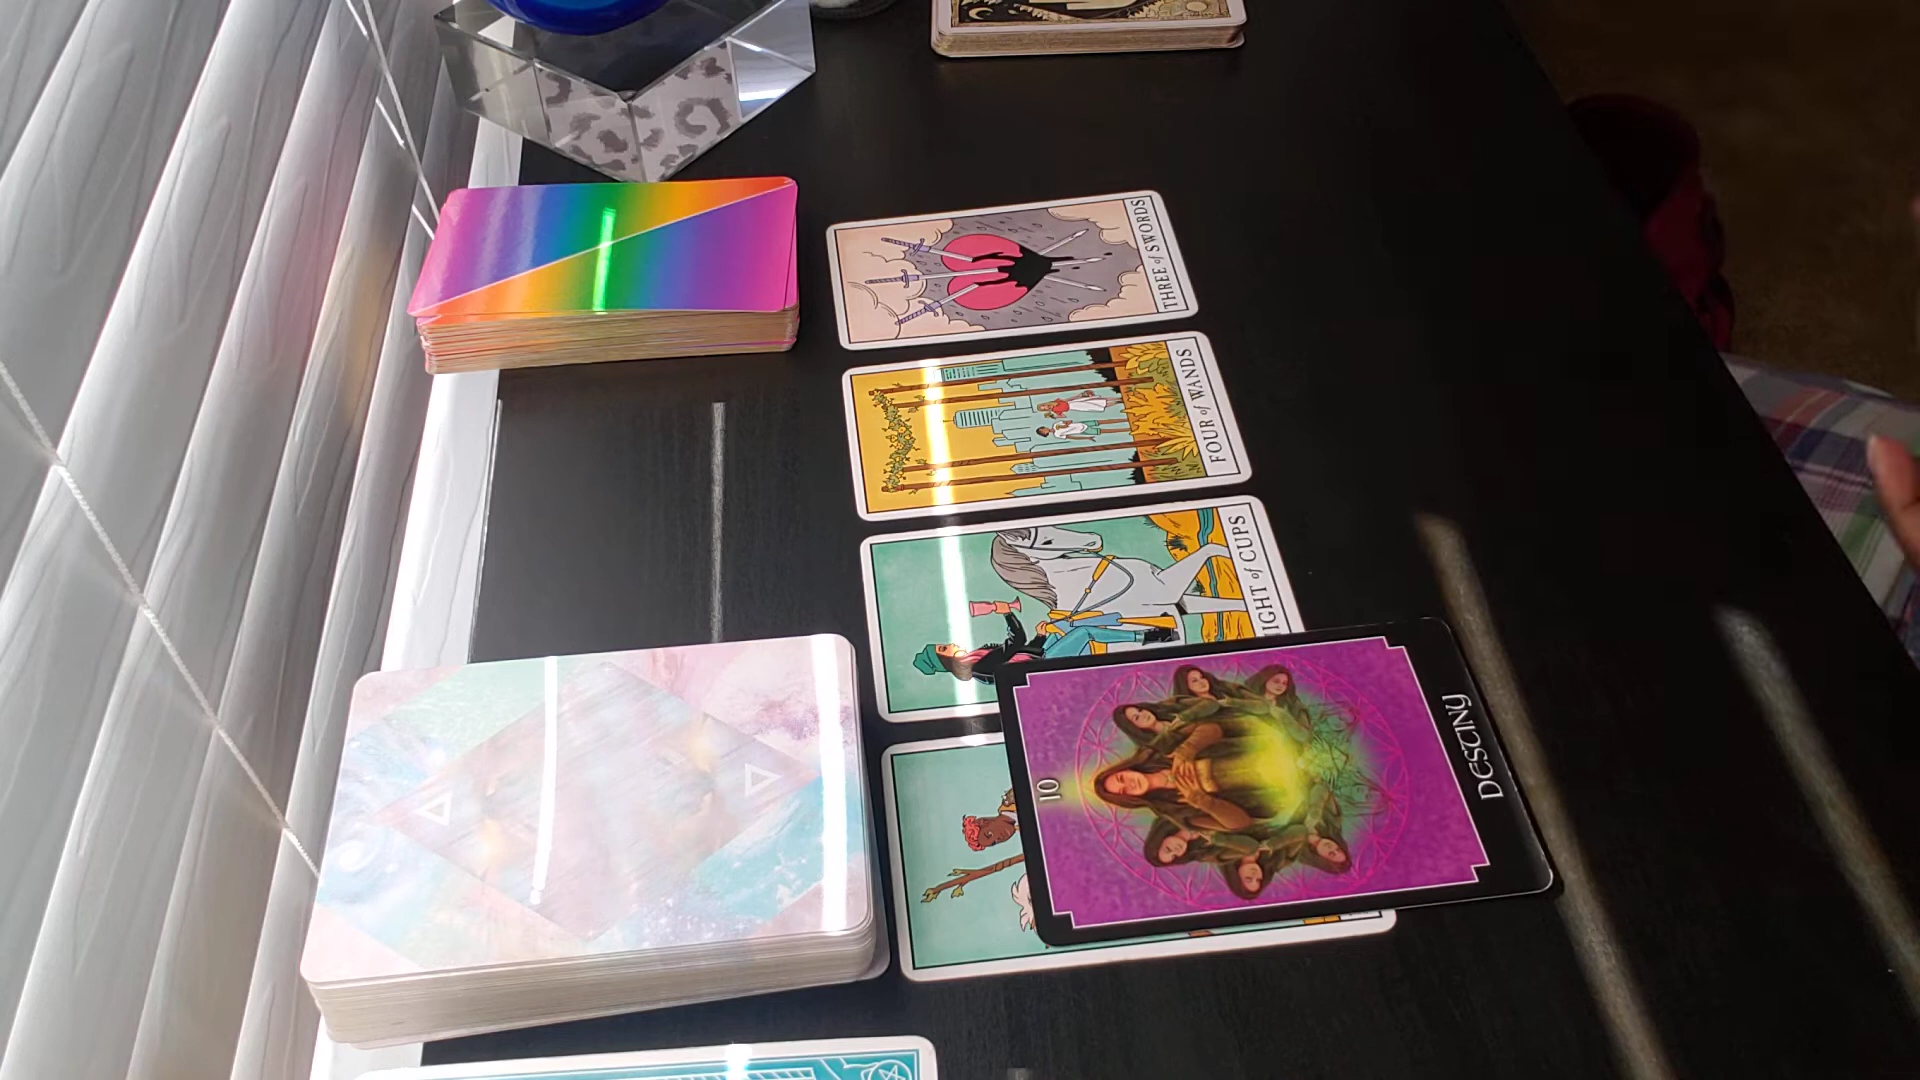 THREE of SWORDS
FOUR of WANDS
IGHT of CUPS
10
DESTINY